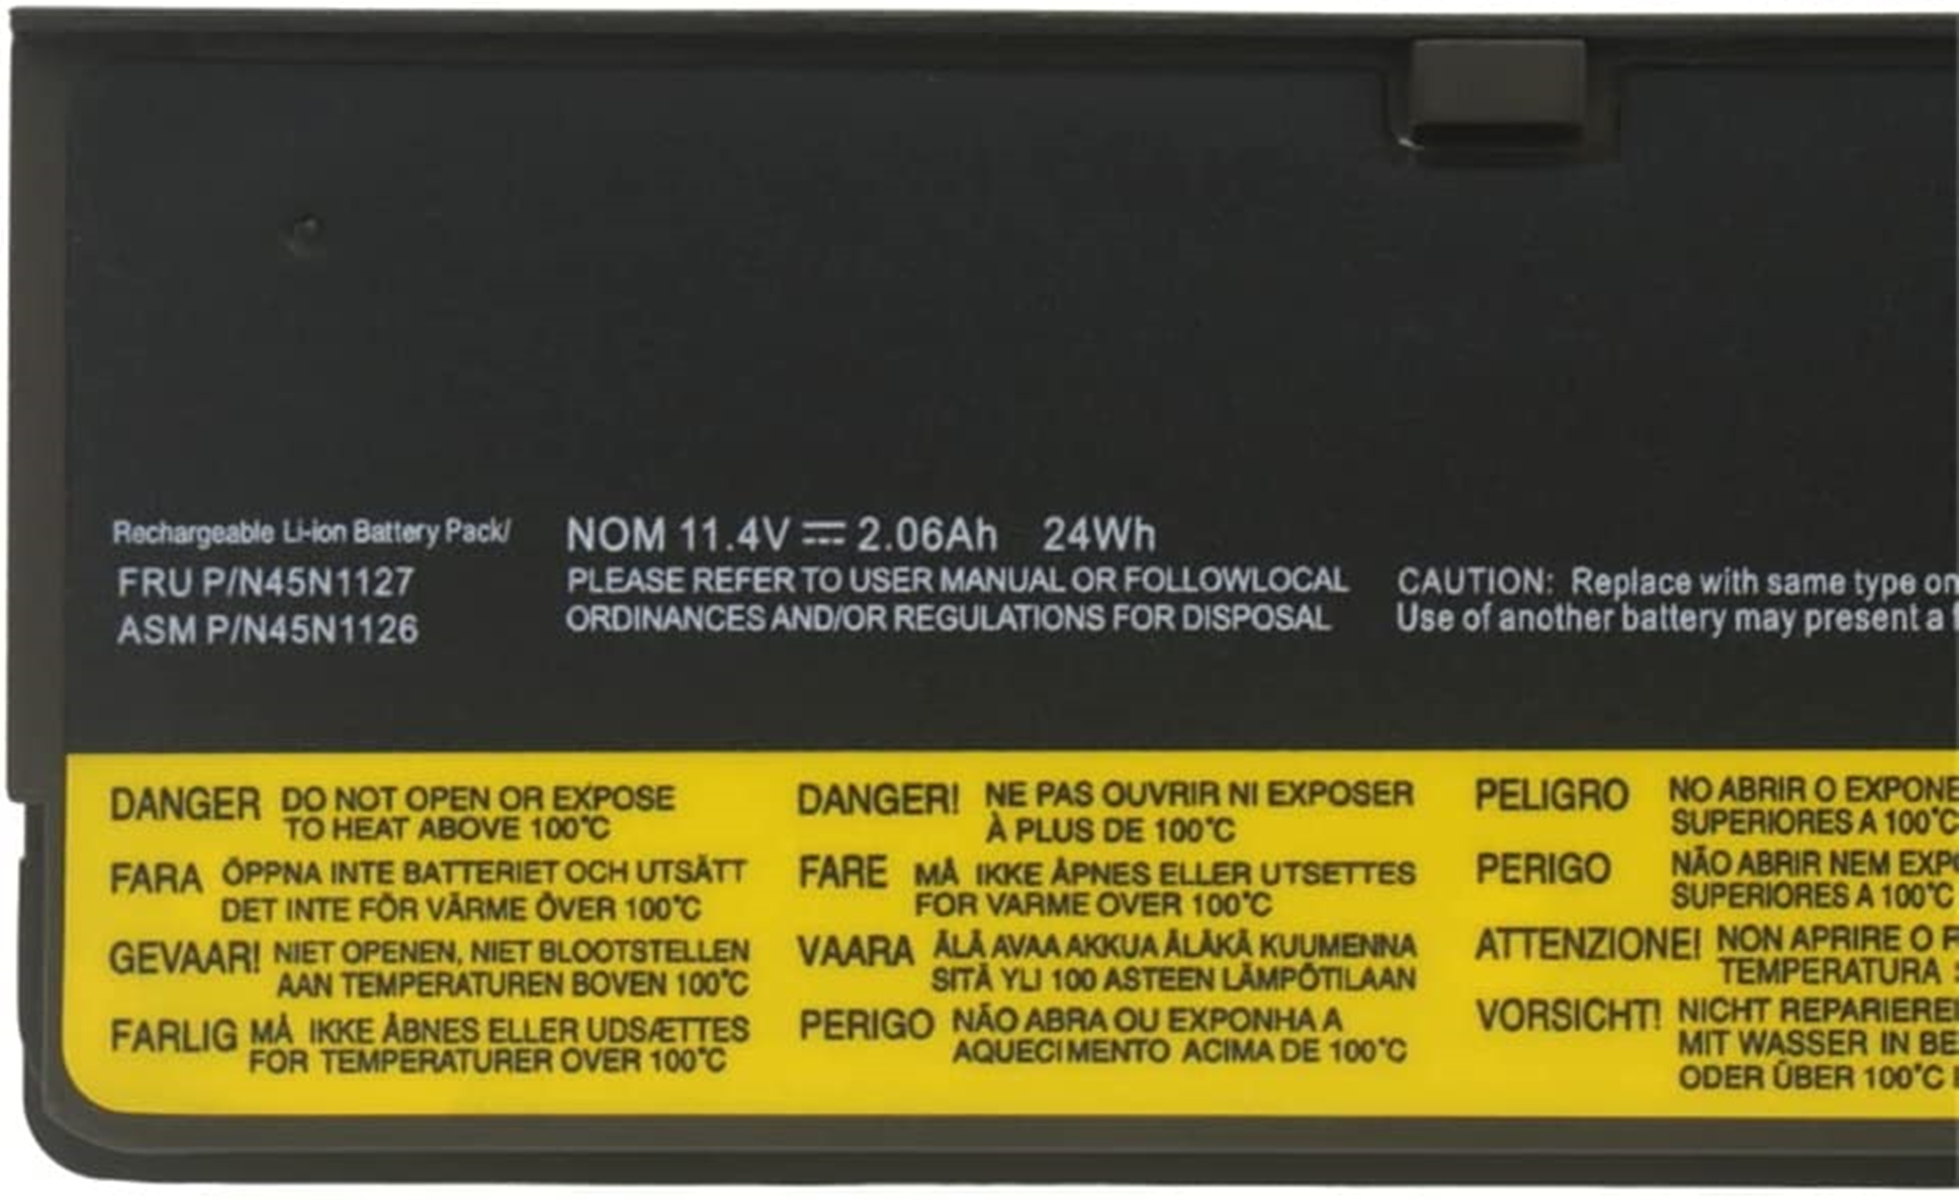 Rechargeable Li-ion Battery Pack/
FRU P/N45N1127
ASM P/N45N1126
NOM 11.4V ⎓ 2.06Ah 24Wh
PLEASE REFER TO USER MANUAL OR FOLLOWLOCAL
ORDINANCES AND/OR REGULATIONS FOR DISPOSAL
CAUTION: Replace with same type on
Use of another battery may present a
DANGER DO NOT OPEN OR EXPOSE
TO HEAT ABOVE 100°C
FARA ÖPPNA INTE BATTERIET OCH UTSÄTT
DET INTE FÖR VÄRME ÖVER 100°C
GEVAAR! NIET OPENEN, NIET BLOOTSTELLEN
AAN TEMPERATUREN BOVEN 100°C
FARLIG MÅ IKKE ÅBNES ELLER UDSÆTTES
FOR TEMPERATURER OVER 100°C
DANGER! NE PAS OUVRIR NI EXPOSER
À PLUS DE 100°C
FARE MÅ IKKE ÅPNES ELLER UTSETTES
FOR VARME OVER 100°C
VAARA ÄLÄ AVAA AKKUA ÄLÄKÄ KUUMENNA
SITÄ YLI 100 ASTEEN LÄMPÖTILAAN
PERIGO NÃO ABRA OU EXPONHA A
AQUECIMENTO ACIMA DE 100°C
PELIGRO NO ABRIR O EXPONE
SUPERIORES A 100°C
PERIGO NÃO ABRIR NEM EXP
SUPERIORES A 100°C
ATTENZIONE! NON APRIRE O
TEMPERATURA
VORSICHT! NICHT REPARIERE
MIT WASSER IN BE
ODER ÜBER 100°C